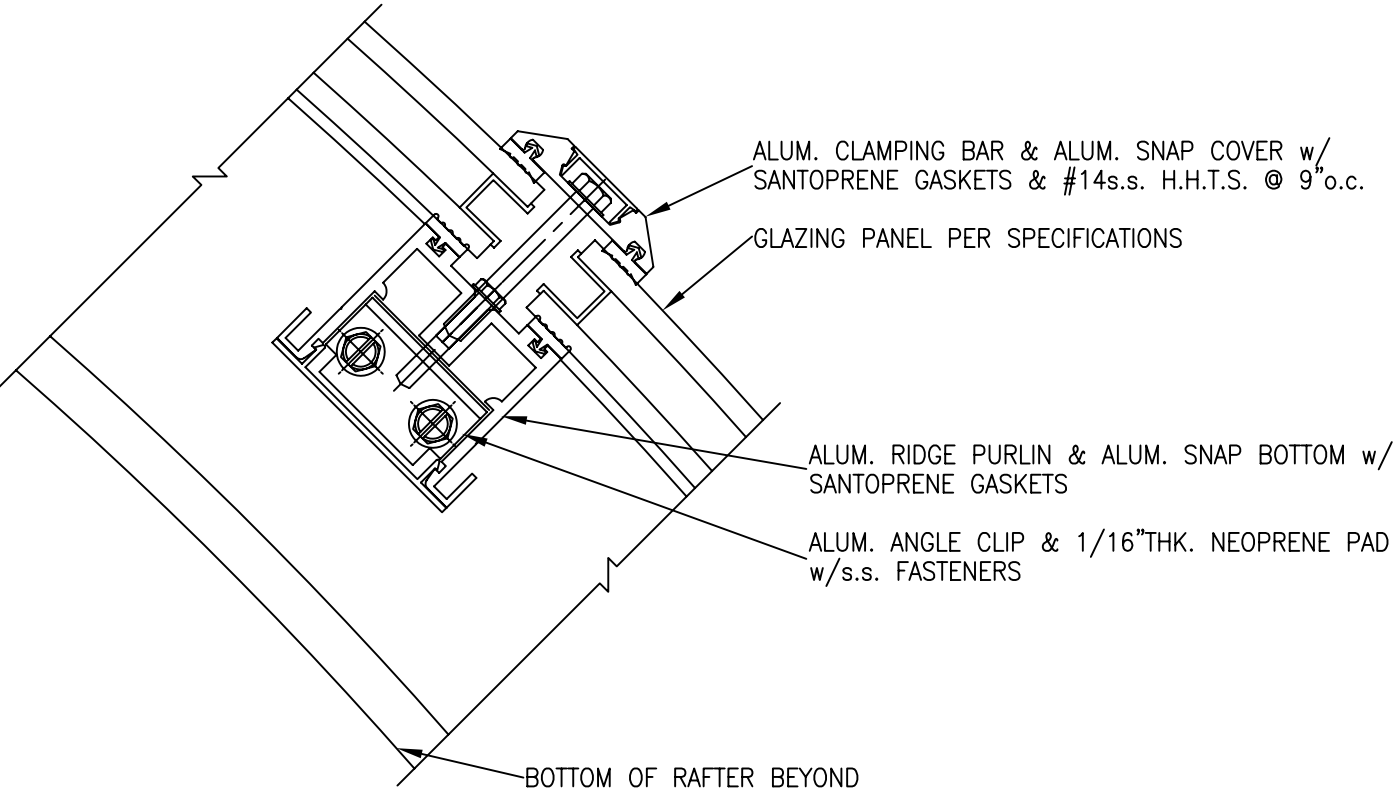 ALUM. CLAMPING BAR & ALUM. SNAP COVER w/
SANTOPRENE GASKETS & #14s.s. H.H.T.S. @ 9"o.c.
GLAZING PANEL PER SPECIFICATIONS
ALUM. RIDGE PURLIN & ALUM. SNAP BOTTOM w/
SANTOPRENE GASKETS
ALUM. ANGLE CLIP & 1/16"THK. NEOPRENE PAD
w/s.s. FASTENERS
BOTTOM OF RAFTER BEYOND